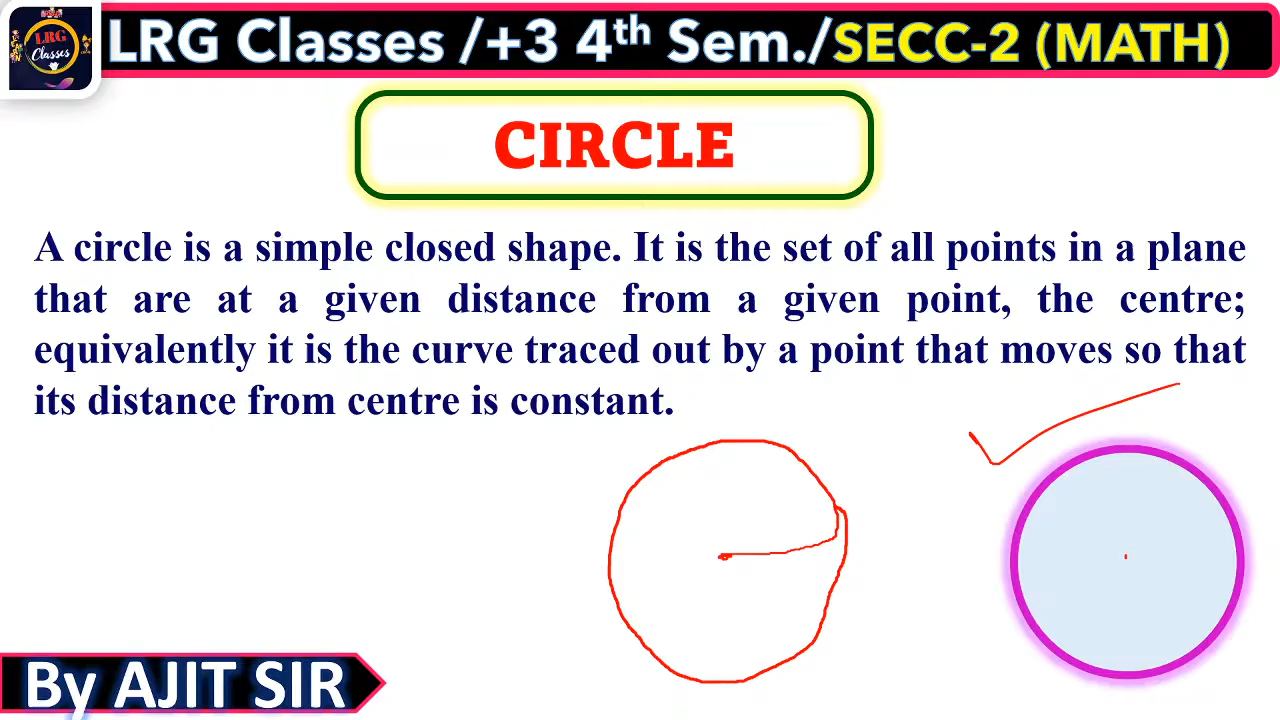 LRG
Classes
LRG Classes /+3 4th Sem./SECC-2 (MATH)
CIRCLE
A circle is a simple closed shape. It is the set of all points in a plane
that are at a given distance from a given point, the centre;
equivalently it is the curve traced out by a point that moves so that
its distance from centre is constant.
By AJIT SIR